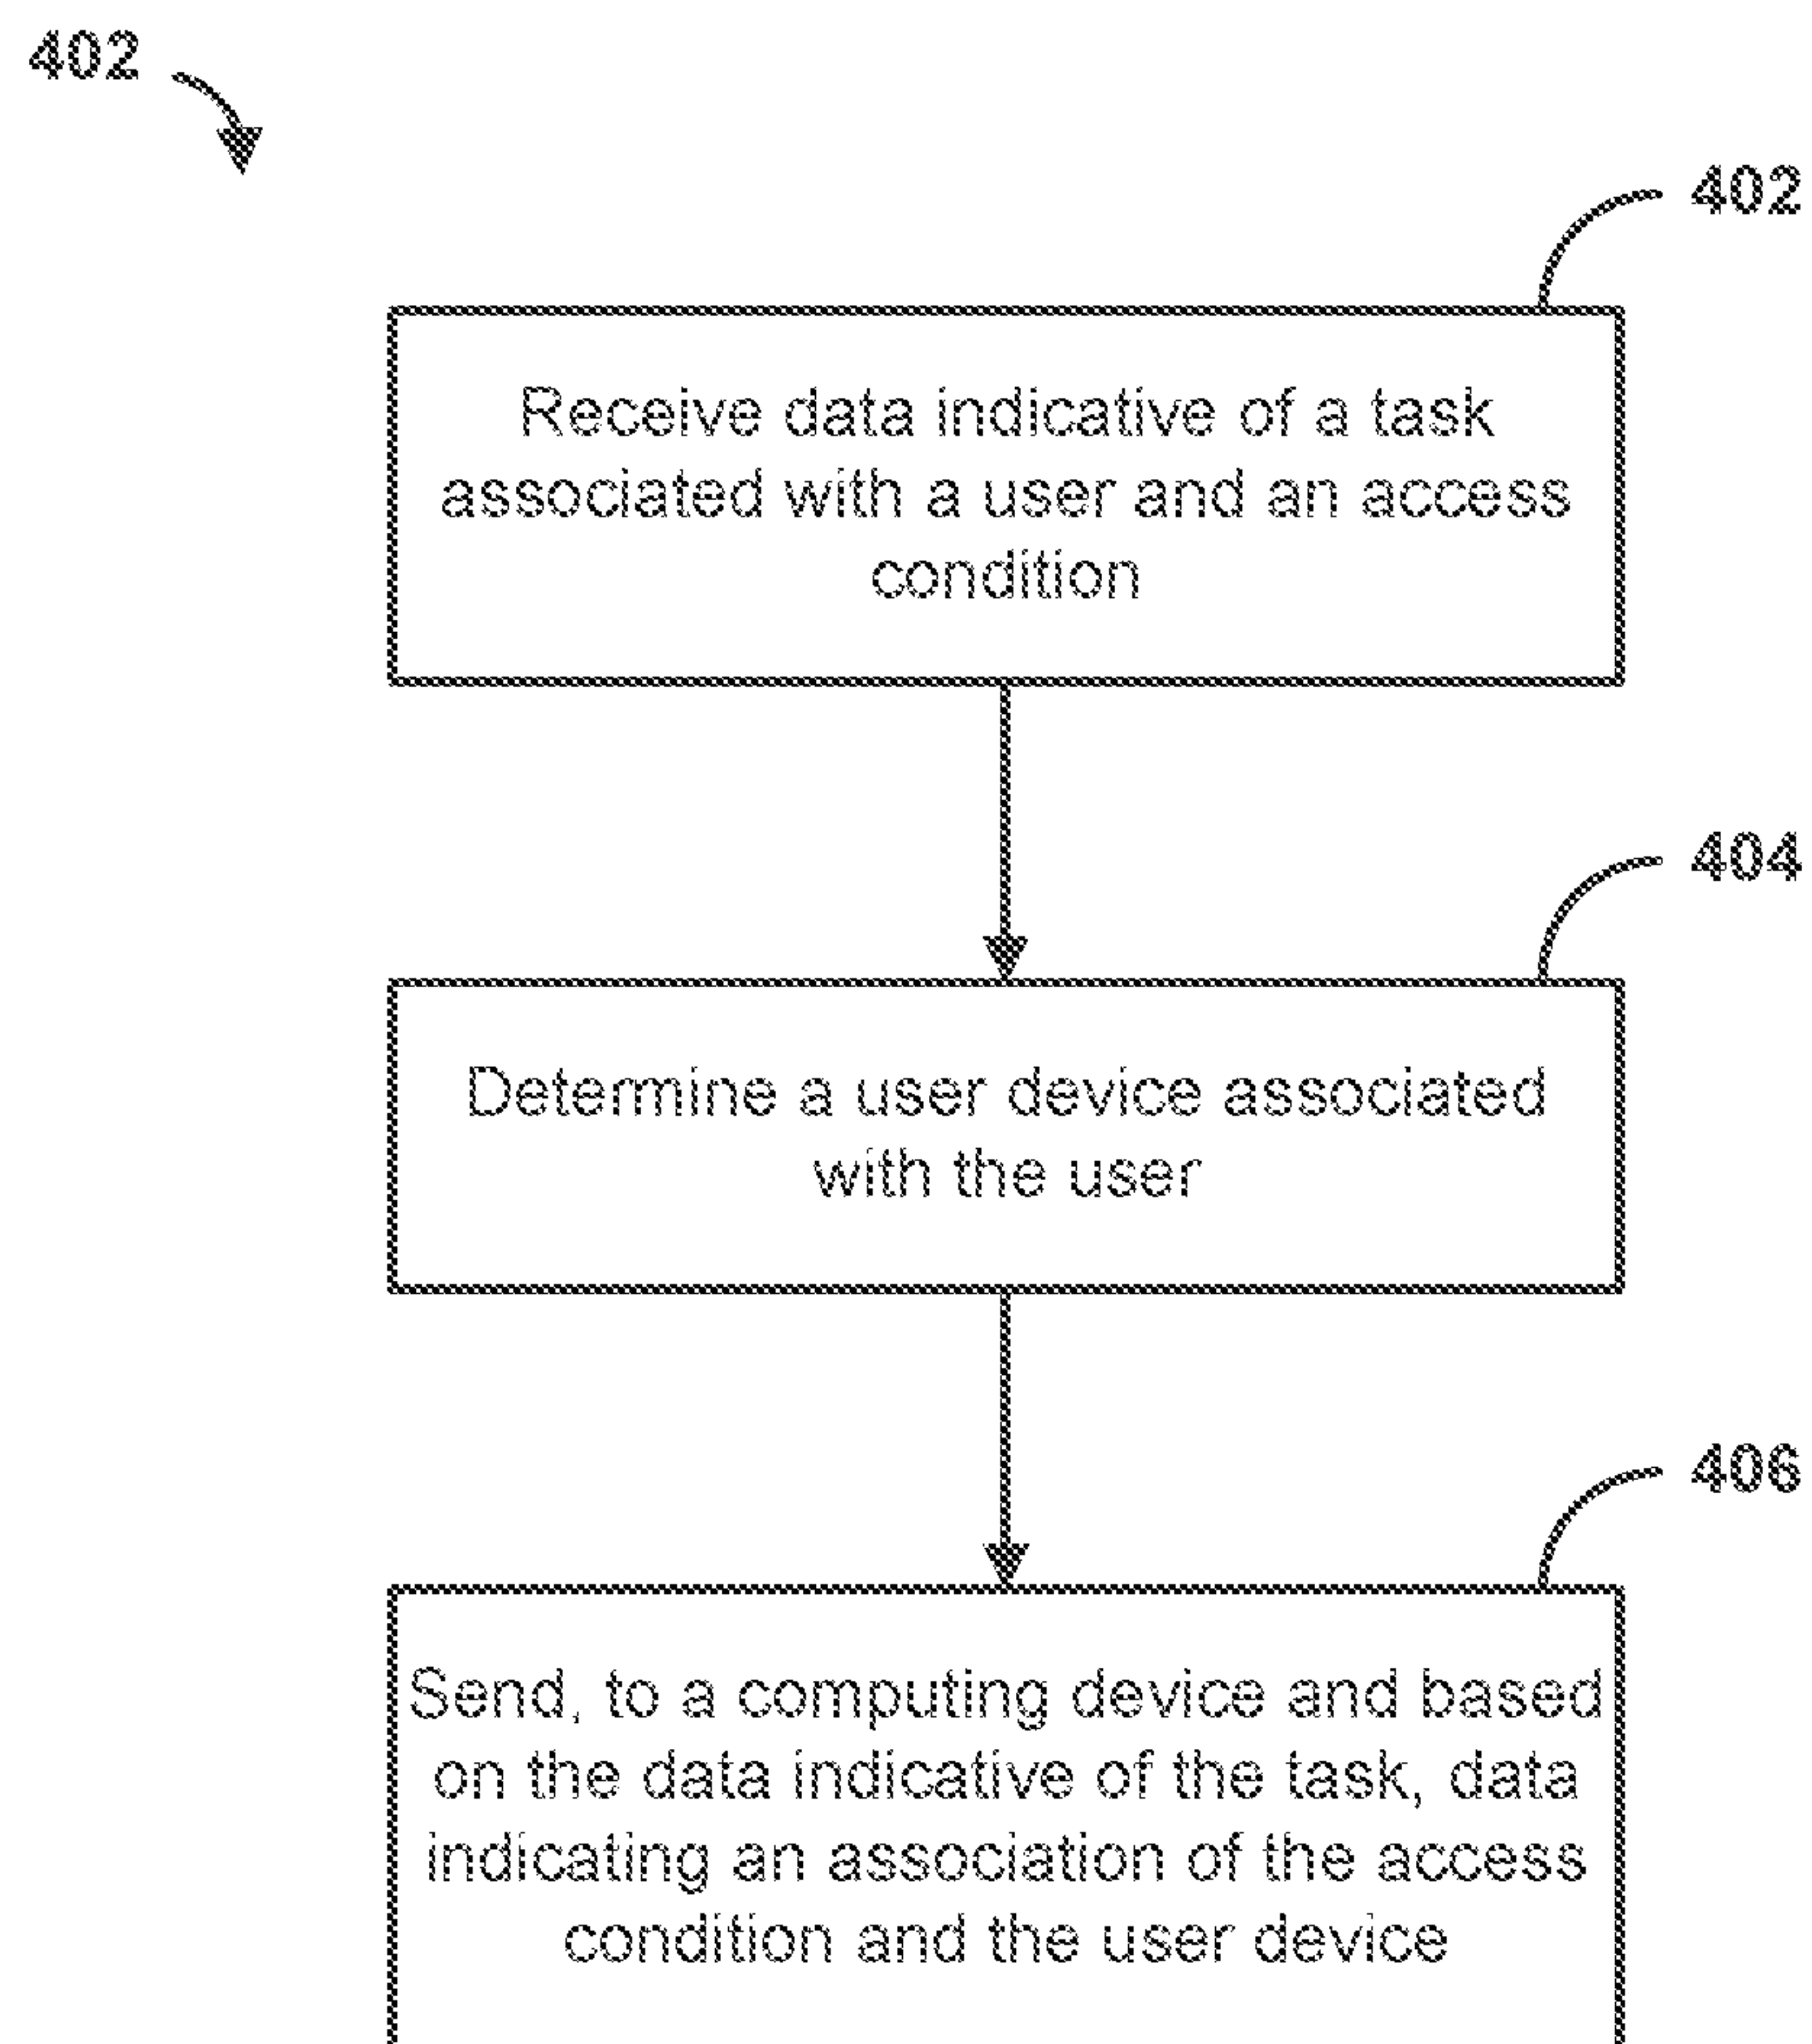 402
402
Receive data indicative of a task
associated with a user and an access
condition
404
Determine a user device associated
with the user
406
Send, to a computing device and based
on the data indicative of the task, data
indicating an association of the access
condition and the user device